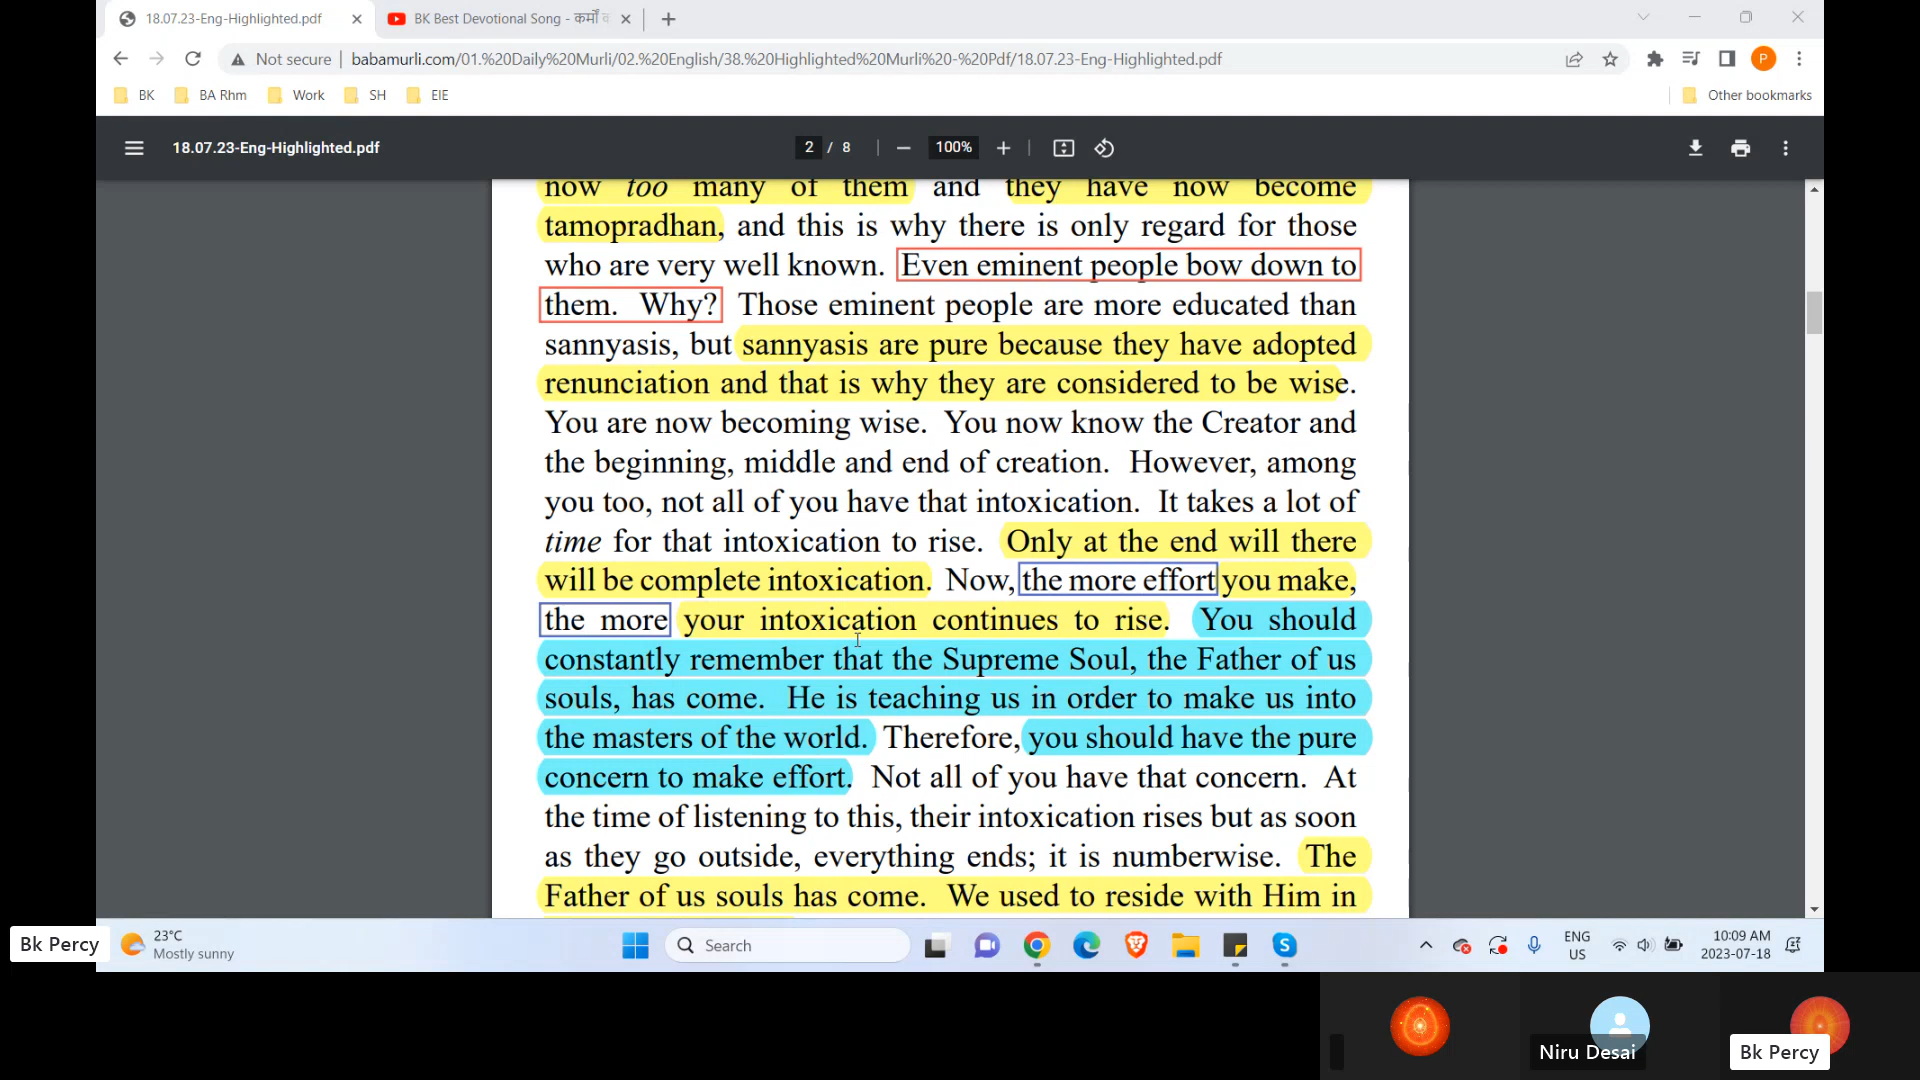 18.07.23-Eng-Highlighted.pdf
BK Best Devotional Song - कर्मों
Not secure
babamurli.com/01.%20Daily%20Murli/02.%20English/38.%20Highlighted%20Murli%20-%20Pdf/18.07.23-Eng-Highlighted.pdf
BK
BA Rhm
Work
SH
EIE
Other bookmarks
18.07.23-Eng-Highlighted.pdf
2 / 8
100%
now too many of them and they have now become
tamopradhan, and this is why there is only regard for those
who are very well known. Even eminent people bow down to
them. Why? Those eminent people are more educated than
sannyasis, but sannyasis are pure because they have adopted
renunciation and that is why they are considered to be wise.
You are now becoming wise. You now know the Creator and
the beginning, middle and end of creation. However, among
you too, not all of you have that intoxication. It takes a lot of
time for that intoxication to rise. Only at the end will there
will be complete intoxication. Now, the more effort you make,
the more your intoxication continues to rise. You should
constantly remember that the Supreme Soul, the Father of us
souls, has come. He is teaching us in order to make us into
the masters of the world. Therefore, you should have the pure
concern to make effort. Not all of you have that concern. At
the time of listening to this, their intoxication rises but as soon
as they go outside, everything ends; it is numberwise. The
Father of us souls has come. We used to reside with Him in
Bk Percy
23°C
Mostly sunny
Search
ENG
US
10:09 AM
2023-07-18
Niru Desai
Bk Percy